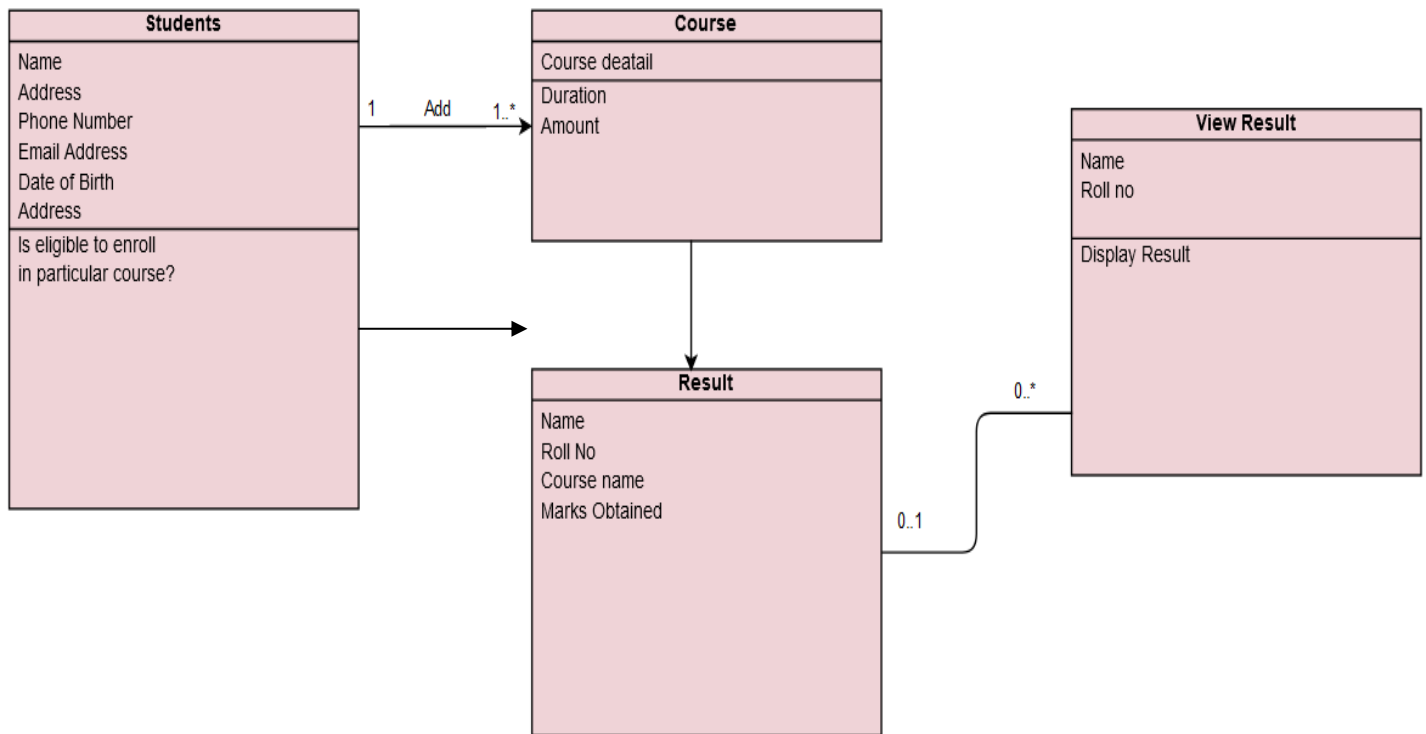 Students
Name
Address
Phone Number
Email Address
Date of Birth
Address
Is eligible to enroll
in particular course?
1 Add 1..*
Course
Course deatail
Duration
Amount
Result
Name
Roll No
Course name
Marks Obtained
0..1
0..*
View Result
Name
Roll no
Display Result